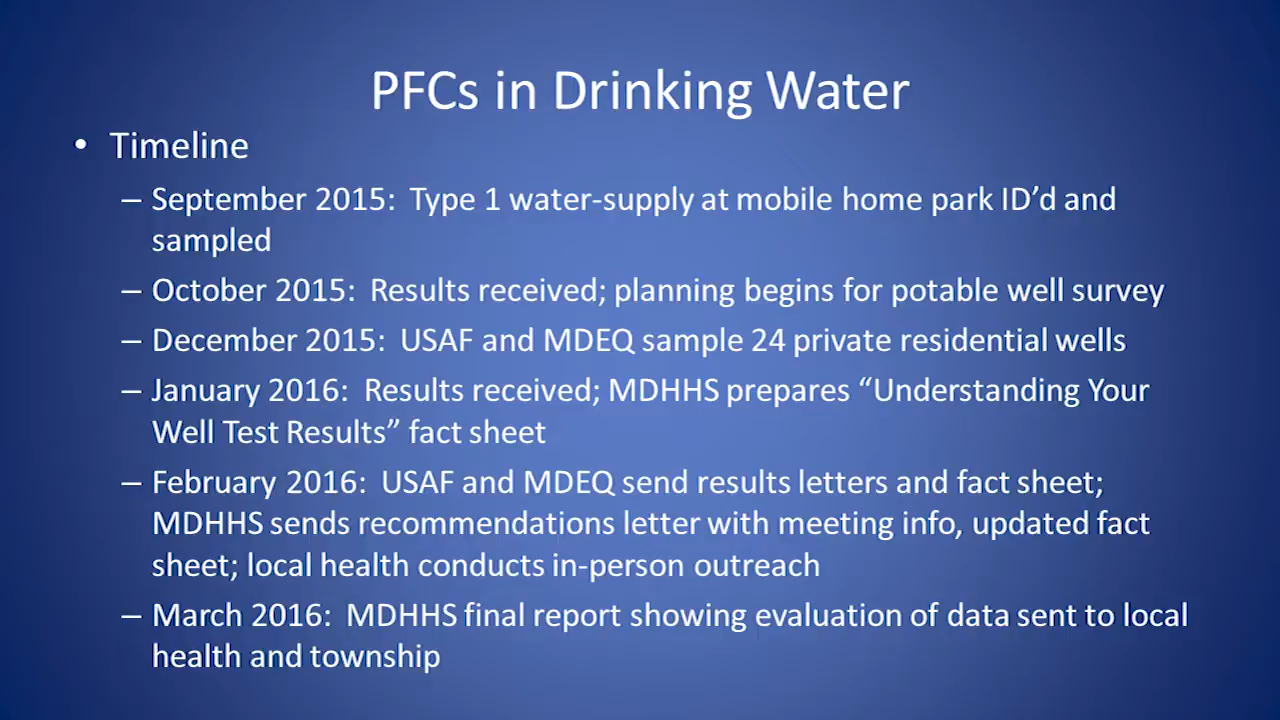 PFCs in Drinking Water
• Timeline
– September 2015: Type 1 water-supply at mobile home park ID’d and
sampled
– October 2015: Results received; planning begins for potable well survey
– December 2015: USAF and MDEQ sample 24 private residential wells
– January 2016: Results received; MDHHS prepares “Understanding Your
Well Test Results” fact sheet
– February 2016: USAF and MDEQ send results letters and fact sheet;
MDHHS sends recommendations letter with meeting info, updated fact
sheet; local health conducts in-person outreach
– March 2016: MDHHS final report showing evaluation of data sent to local
health and township